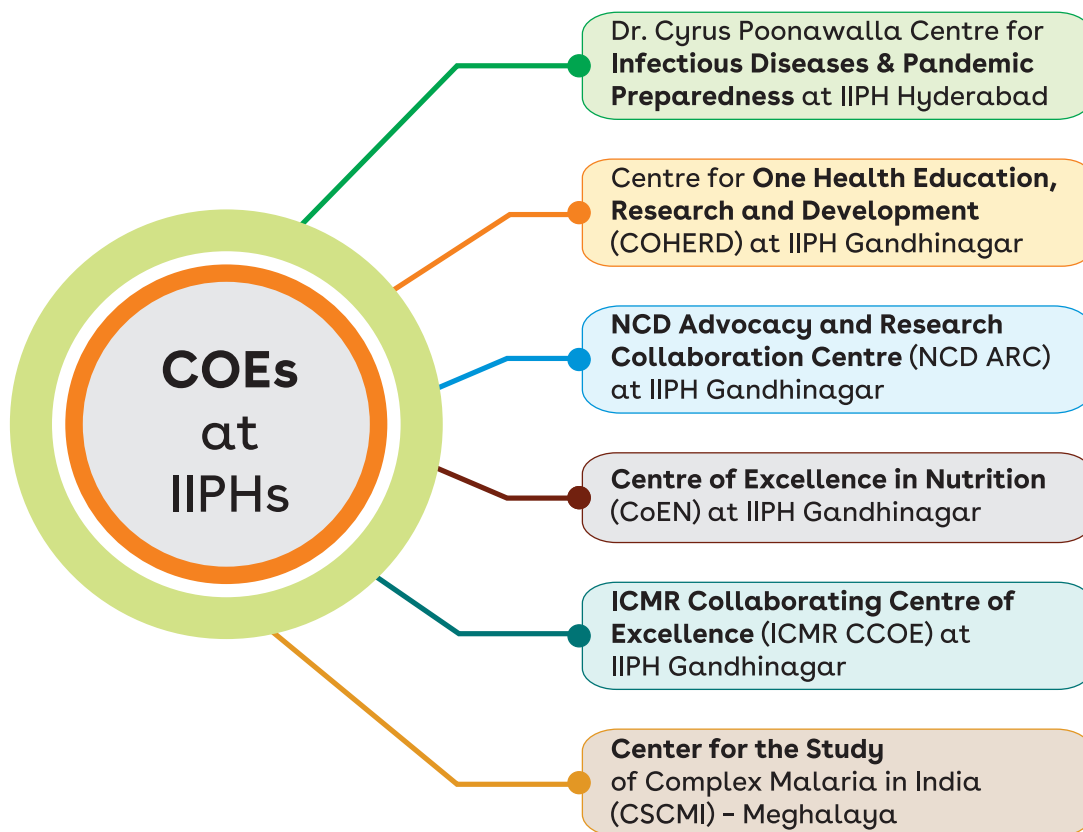 COEs
at
IIPHs
Dr. Cyrus Poonawalla Centre for
Infectious Diseases & Pandemic
Preparedness at IIPH Hyderabad
Centre for One Health Education,
Research and Development
(COHERD) at IIPH Gandhinagar
NCD Advocacy and Research
Collaboration Centre (NCD ARC)
at IIPH Gandhinagar
Centre of Excellence in Nutrition
(CoEN) at IIPH Gandhinagar
ICMR Collaborating Centre of
Excellence (ICMR CCOE) at
IIPH Gandhinagar
Center for the Study
of Complex Malaria in India
(CSCMI) – Meghalaya